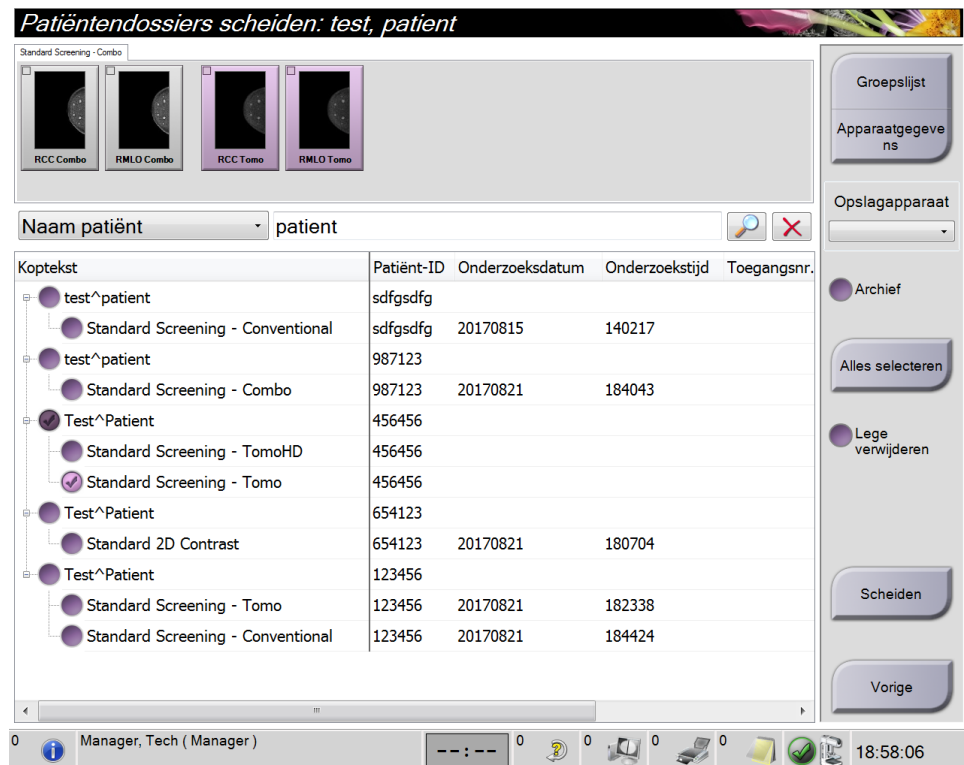 Patiëntendossiers scheiden: test, patient
Standard Screening - Combo
RCC Combo
RMLO Combo
RCC Tomo
RMLO Tomo
Groepslijst
Apparaatgegeve
ns
Opslagapparaat
Naam patiënt
patient
Koptekst Patiënt-ID Onderzoeksdatum Onderzoekstijd Toegangsnr.
test^patient sdfgsdfg
Standard Screening - Conventional sdfgsdfg 20170815 140217
test^patient 987123
Standard Screening - Combo 987123 20170821 184043
Test^Patient 456456
Standard Screening - TomoHD 456456
Standard Screening - Tomo 456456
Test^Patient 654123
Standard 2D Contrast 654123 20170821 180704
Test^Patient 123456
Standard Screening - Tomo 123456 20170821 182338
Standard Screening - Conventional 123456 20170821 184424
Archief
Alles selecteren
Lege
verwijderen
Scheiden
Vorige
0 Manager, Tech ( Manager ) --:-- 0 0 0 0 18:58:06